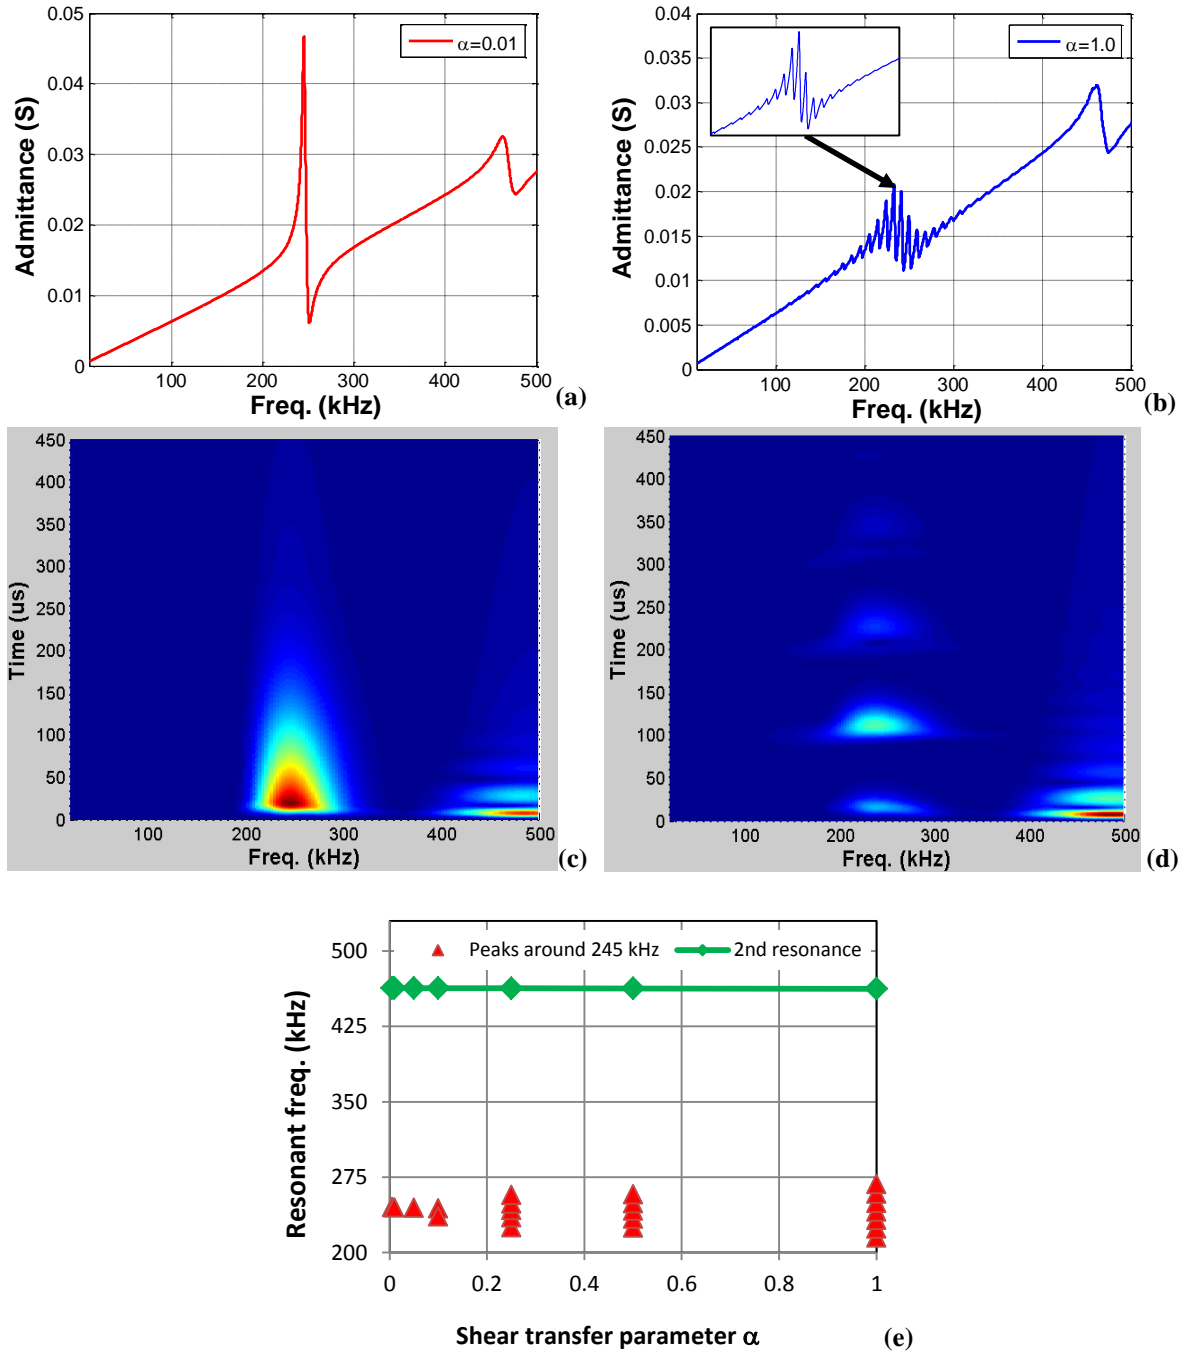 α=0.01
0.05
0.04
0.03
0.02
0.01
0
100 200 300 400 500
Admittance (S)
Freq. (kHz)
(a)
α=1.0
0.04
0.035
0.03
0.025
0.02
0.015
0.01
0.005
0
100 200 300 400 500
Admittance (S)
Freq. (kHz)
(b)
450
400
350
300
250
200
150
100
50
0
100 200 300 400 500
Time (us)
Freq. (kHz)
(c)
450
400
350
300
250
200
150
100
50
0
100 200 300 400 500
Time (us)
Freq. (kHz)
(d)
Peaks around 245 kHz 2nd resonance
500
425
350
275
200
0 0.2 0.4 0.6 0.8 1
Resonant freq. (kHz)
Shear transfer parameter α
(e)